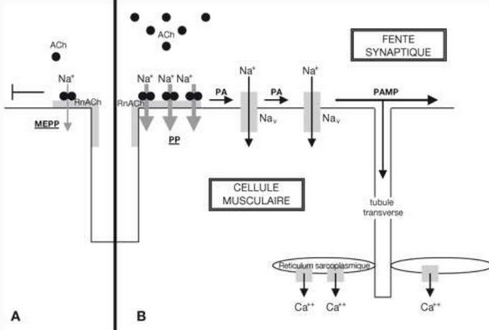 ACh
Na⁺
RnACh
MEPP
A
ACh
Na⁺ Na⁺ Na⁺
RnACh
PP
B
PA
Na⁺
Naᵥ
PA
Na⁺
Naᵥ
PAMP
FENTE
SYNAPTIQUE
CELLULE
MUSCULAIRE
tubule
transverse
Reticulum sarcoplasmique
Ca⁺⁺ Ca⁺⁺ Ca⁺⁺